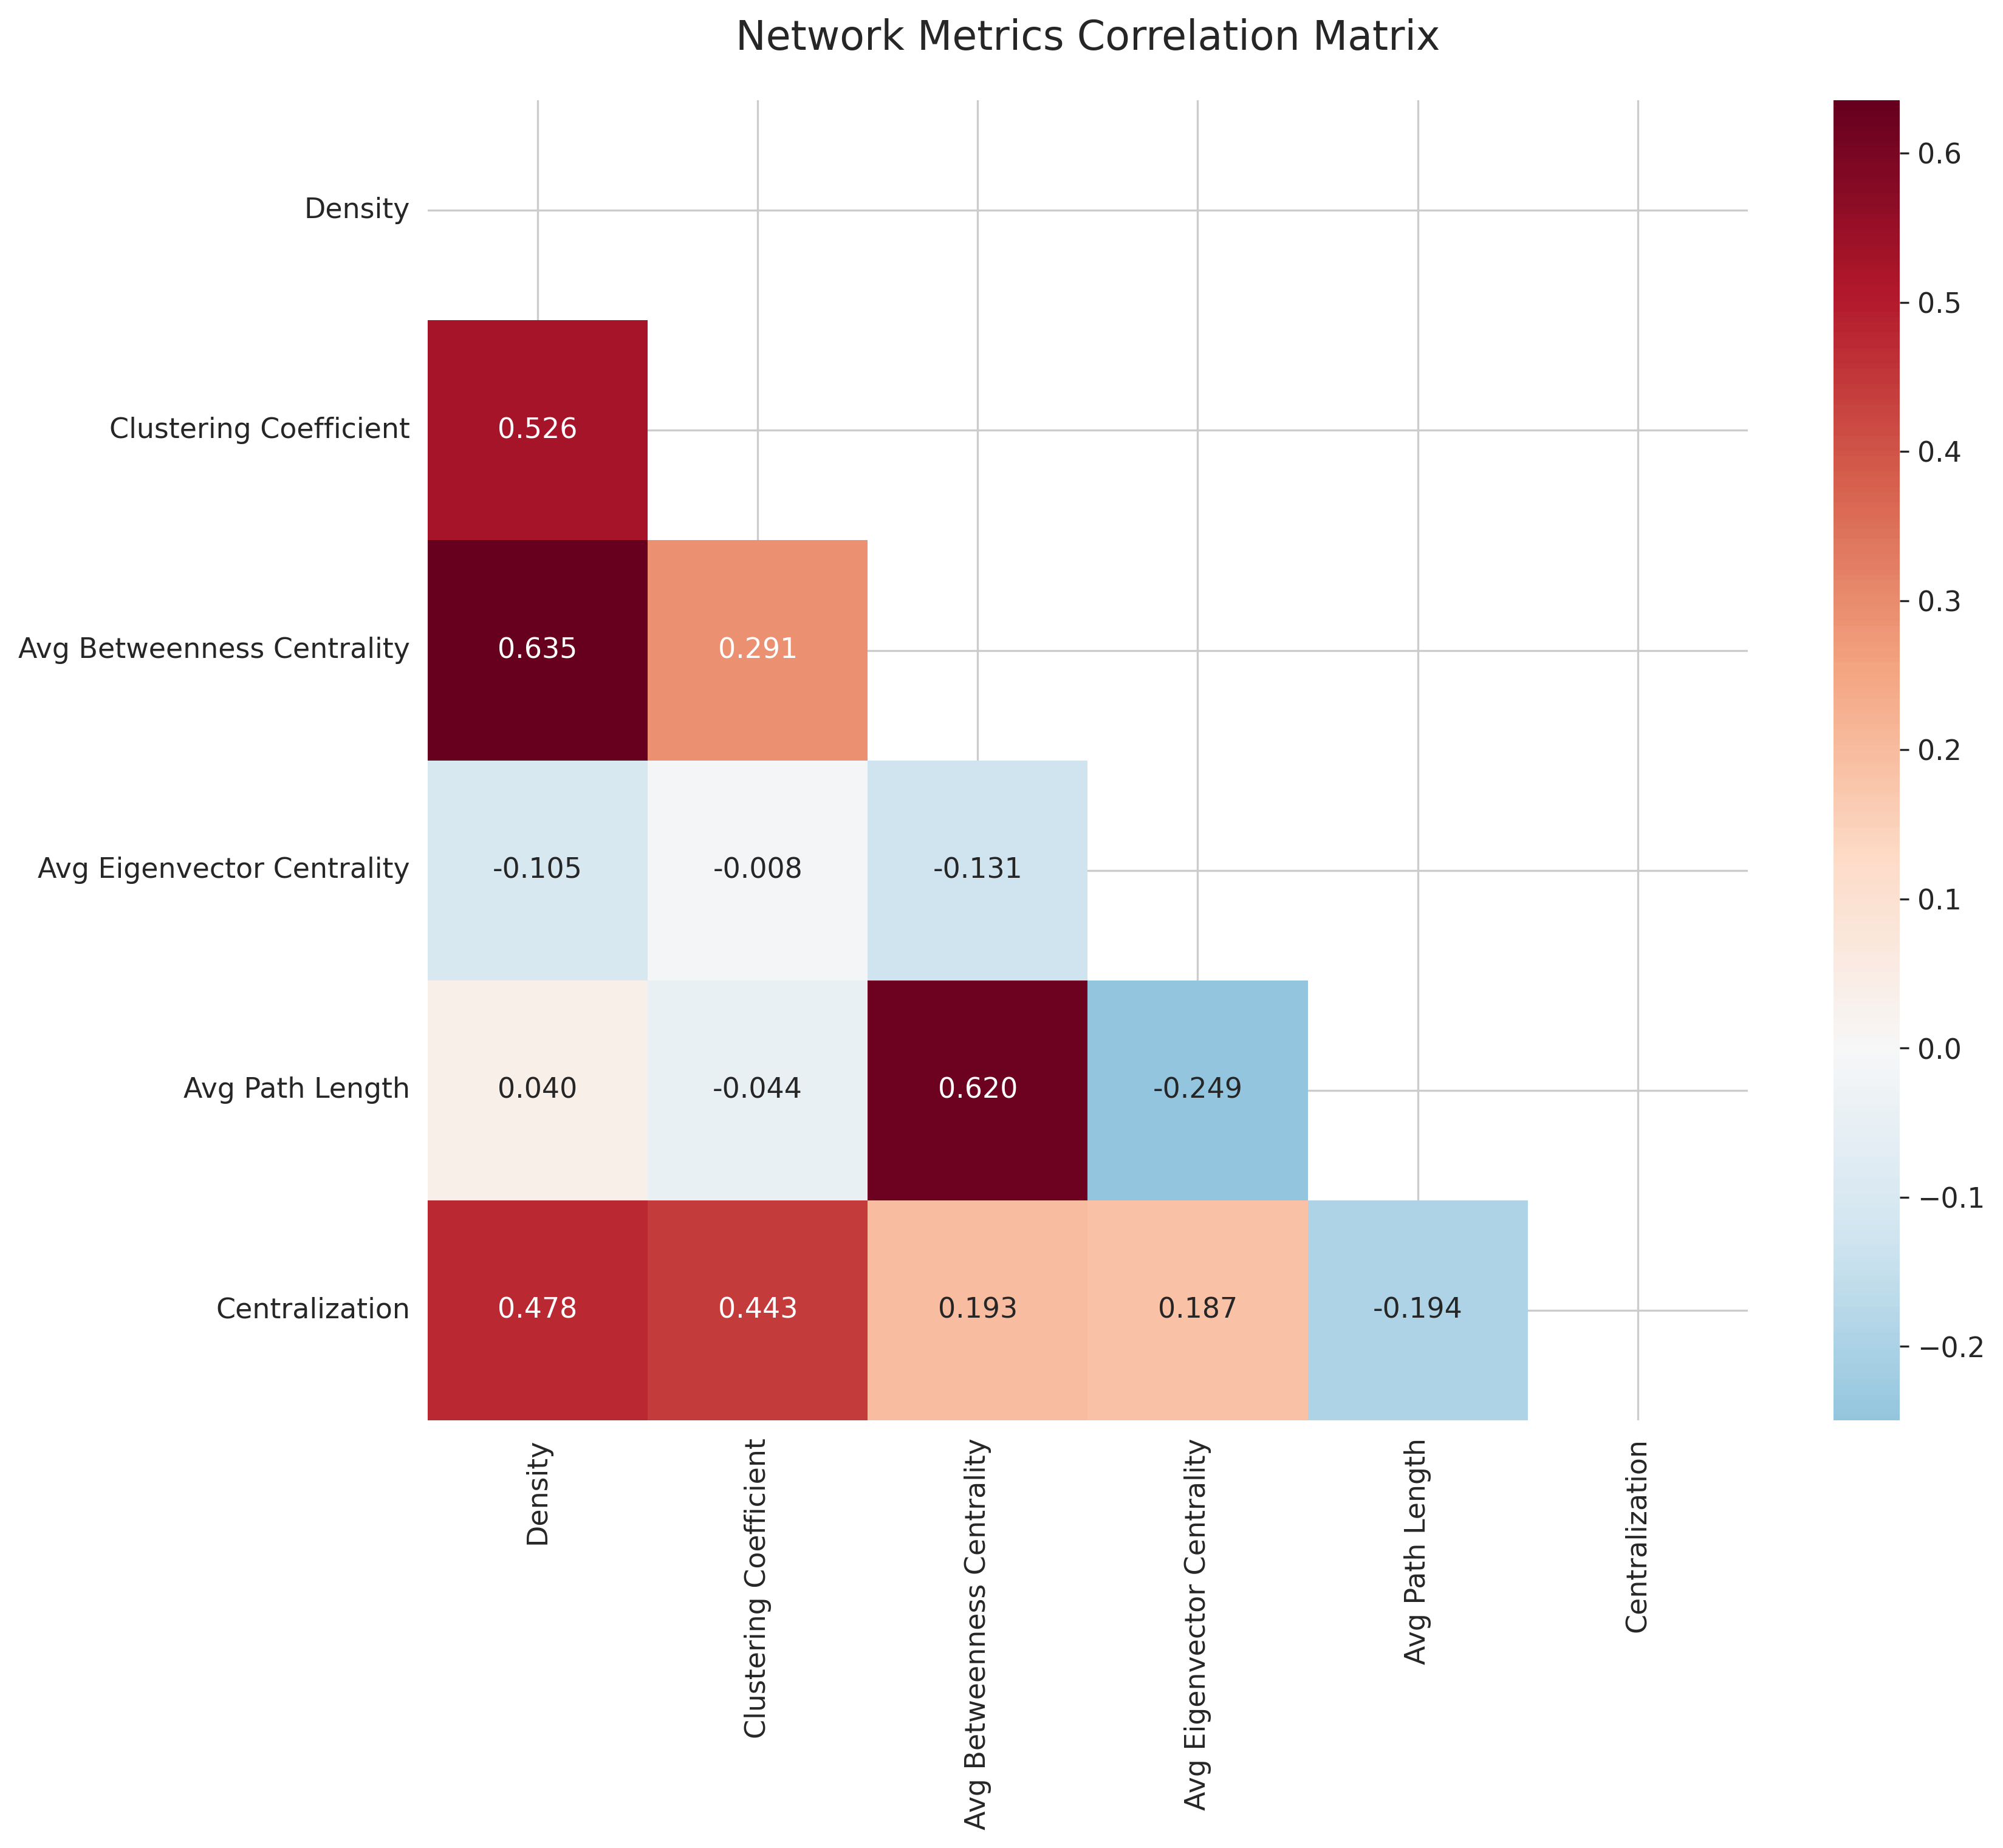 Network Metrics Correlation Matrix
Density
Clustering Coefficient
Avg Betweenness Centrality
Avg Eigenvector Centrality
Avg Path Length
Centralization
0.526
0.635 0.291
-0.105 -0.008 -0.131
0.040 -0.044 0.620 -0.249
0.478 0.443 0.193 0.187 -0.194
Density
Clustering Coefficient
Avg Betweenness Centrality
Avg Eigenvector Centrality
Avg Path Length
Centralization
0.6
0.5
0.4
0.3
0.2
0.1
0.0
−0.1
−0.2